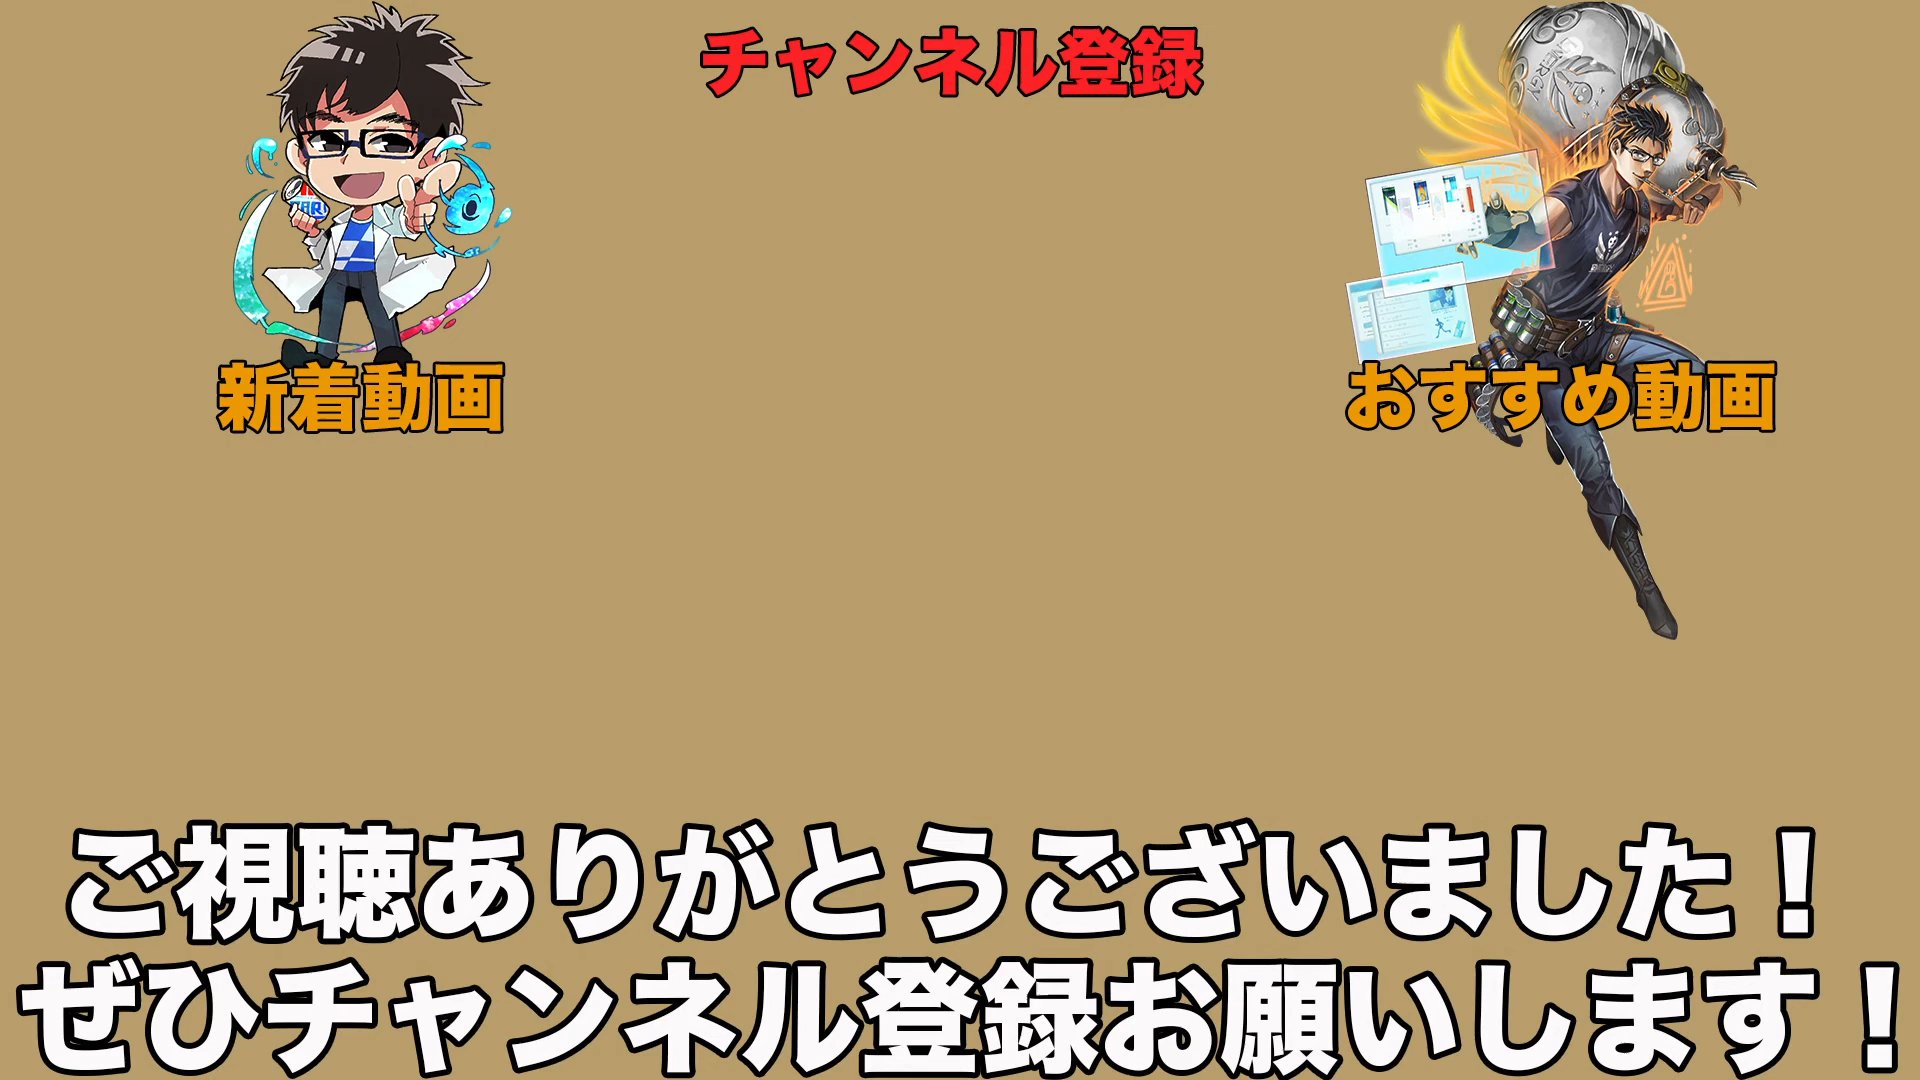 チャンネル登録
新着動画
おすすめ動画
ご視聴ありがとうございました！
ぜひチャンネル登録お願いします！